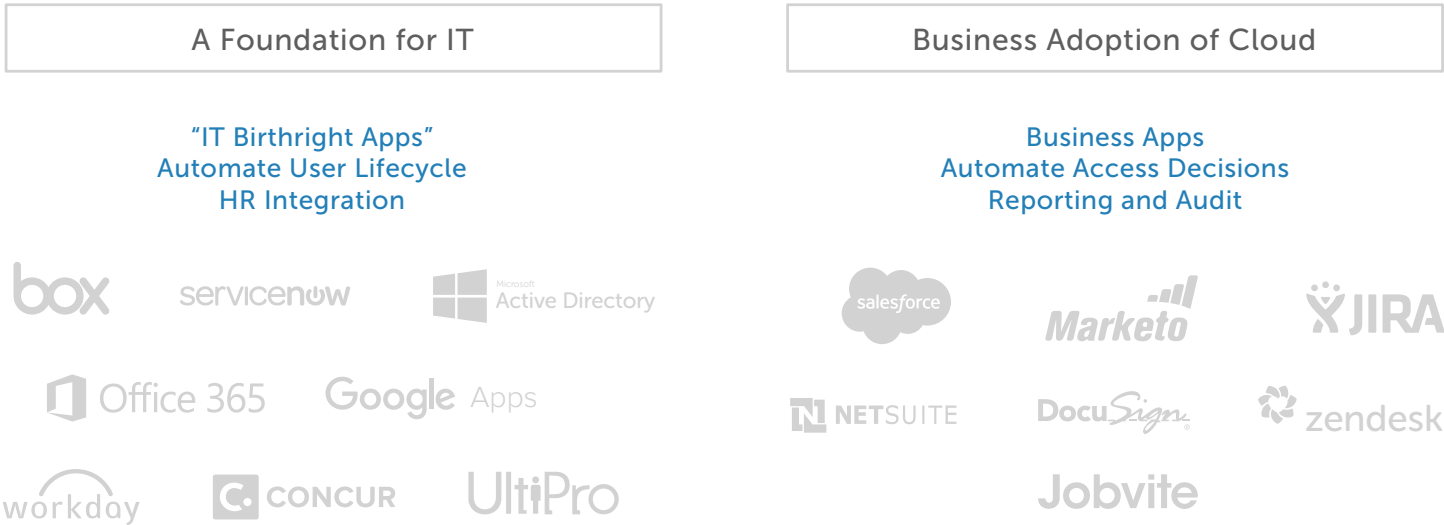 A Foundation for IT
“IT Birthright Apps”
Automate User Lifecycle
HR Integration
box
servicenow
Microsoft
Active Directory
Office 365
Google Apps
workday
C. CONCUR
UltiPro
Business Adoption of Cloud
Business Apps
Automate Access Decisions
Reporting and Audit
salesforce
Marketo
JIRA
N NETSUITE
DocuSign®
zendesk
Jobvite